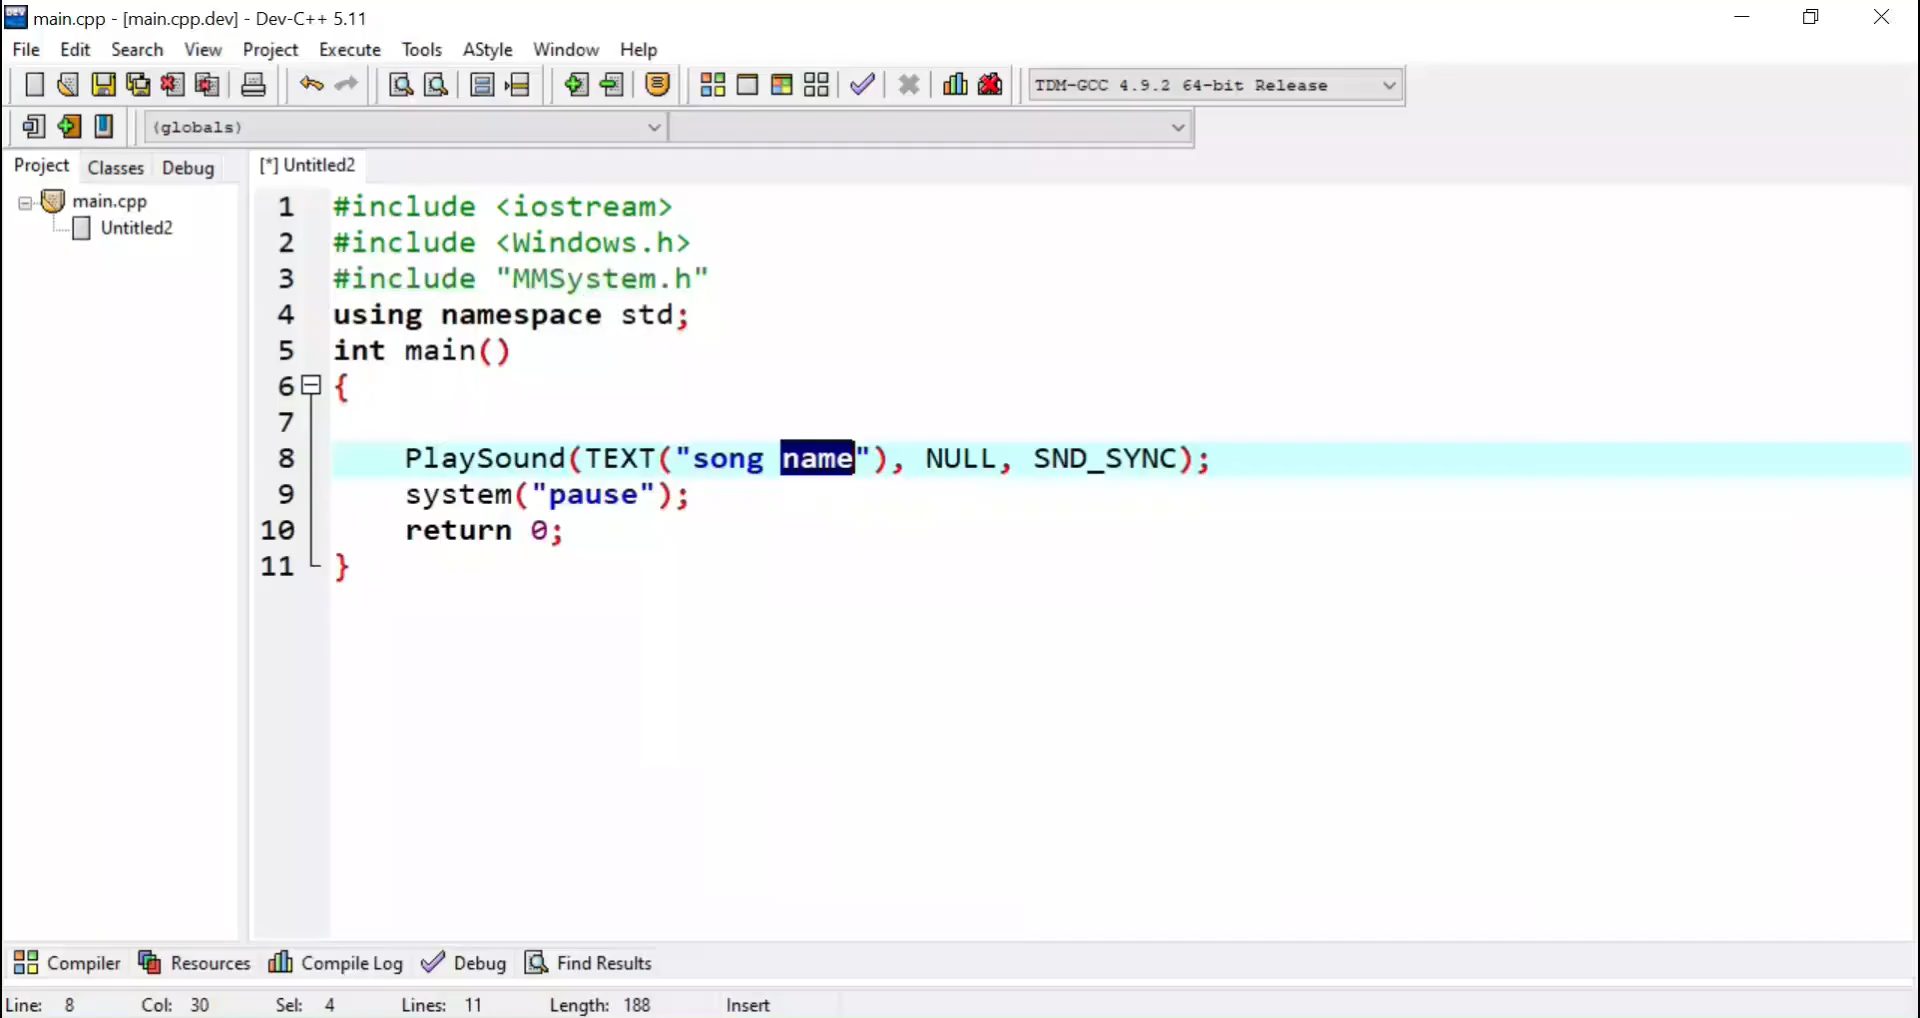 main.cpp - [main.cpp.dev] - Dev-C++ 5.11
File Edit Search View Project Execute Tools AStyle Window Help
TDM-GCC 4.9.2 64-bit Release
(globals)
Project Classes Debug
[*] Untitled2
main.cpp
Untitled2
1 #include <iostream>
2 #include <Windows.h>
3 #include "MMSystem.h"
4 using namespace std;
5 int main()
6 {
7
8 PlaySound(TEXT("song name"), NULL, SND_SYNC);
9 system("pause");
10 return 0;
11 }
Compiler Resources Compile Log Debug Find Results
Line: 8 Col: 30 Sel: 4 Lines: 11 Length: 188 Insert